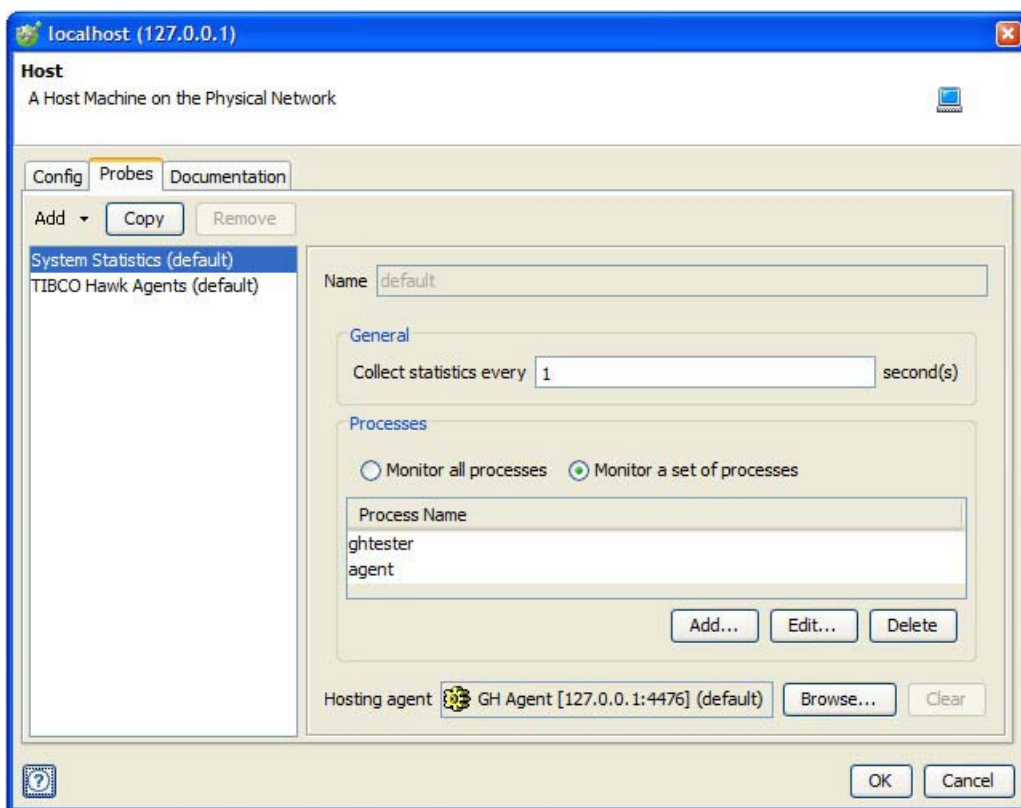 localhost (127.0.0.1)
Host
A Host Machine on the Physical Network
Config Probes Documentation
Add Copy Remove
System Statistics (default)
TIBCO Hawk Agents (default)
Name default
General
Collect statistics every 1 second(s)
Processes
Monitor all processes Monitor a set of processes
Process Name
ghtester
agent
Add... Edit... Delete
Hosting agent GH Agent [127.0.0.1:4476] (default) Browse... Clear
? OK Cancel